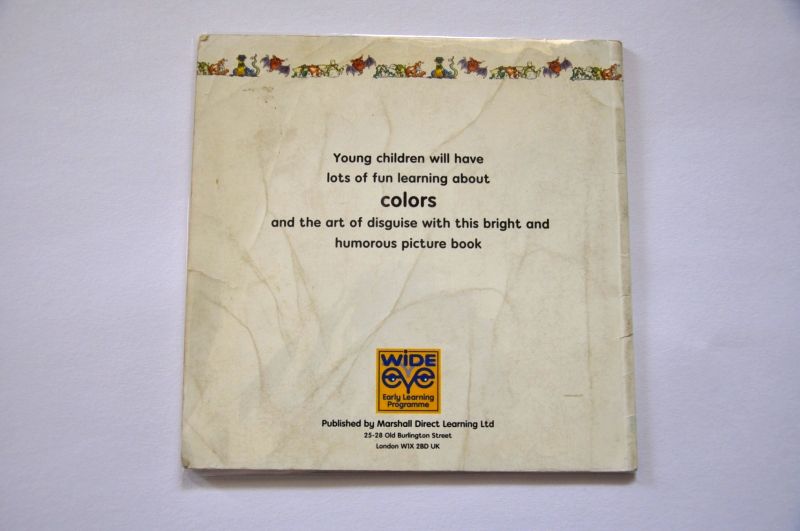 Young children will have
lots of fun learning about
colors
and the art of disguise with this bright and
humorous picture book
WiDE
eye
Early Learning
Programme
Published by Marshall Direct Learning Ltd
25-28 Old Burlington Street
London W1X 2BD UK